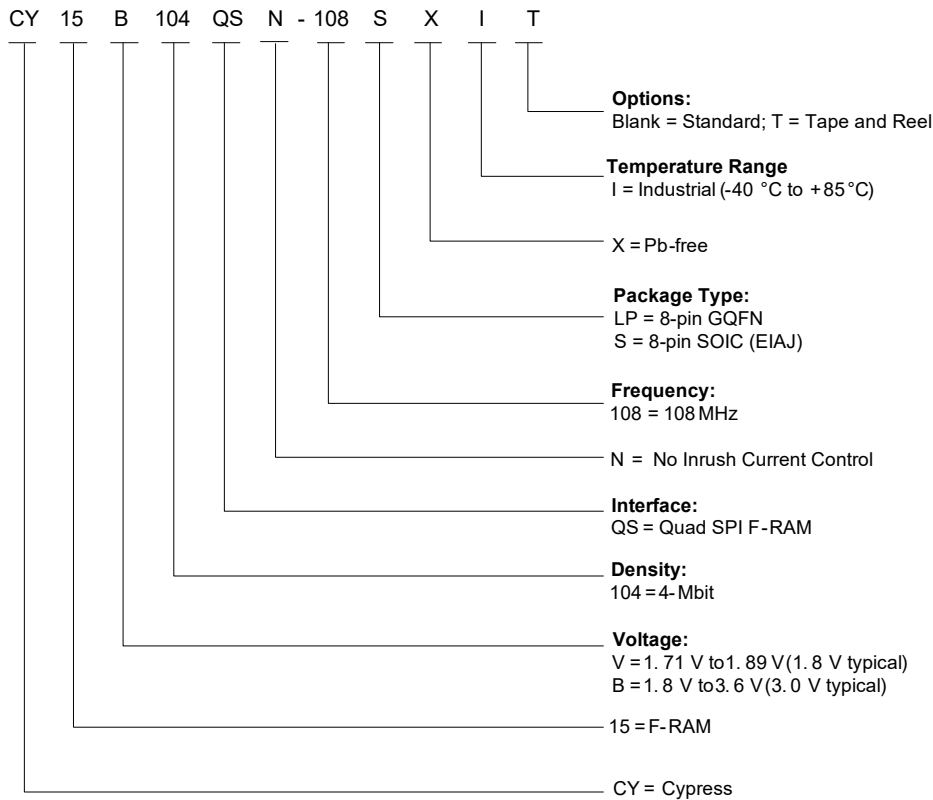 CY 15 B 104 QS N - 108 S X I T
Options:
Blank = Standard; T = Tape and Reel
Temperature Range
I = Industrial (-40 °C to +85°C)
X = Pb-free
Package Type:
LP = 8-pin GQFN
S = 8-pin SOIC (EIAJ)
Frequency:
108 = 108 MHz
N = No Inrush Current Control
Interface:
QS = Quad SPI F-RAM
Density:
104 = 4-Mbit
Voltage:
V = 1.71 V to 1.89 V (1.8 V typical)
B = 1.8 V to 3.6 V (3.0 V typical)
15 = F-RAM
CY = Cypress